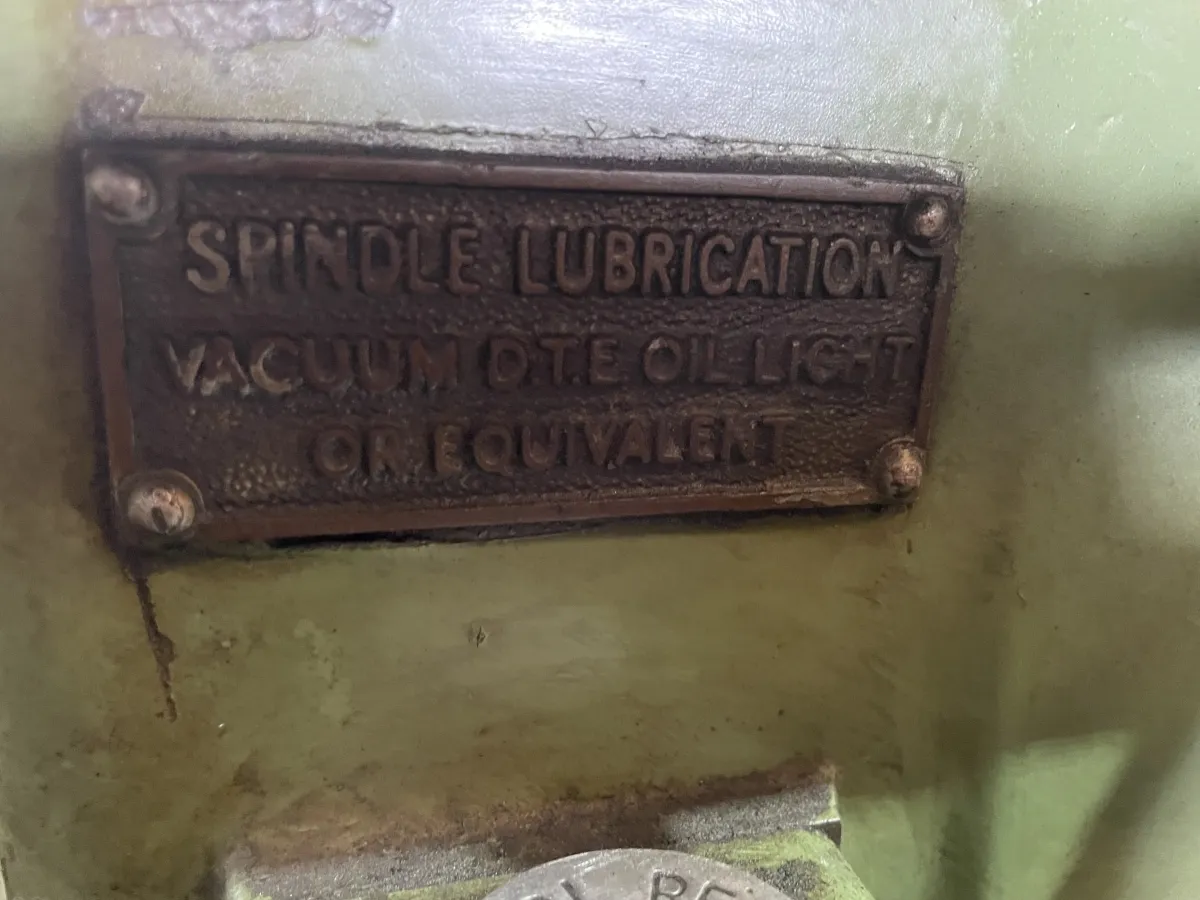 SPINDLE LUBRICATION
VACUUM D.T.E OIL LIGHT
OR EQUIVALENT